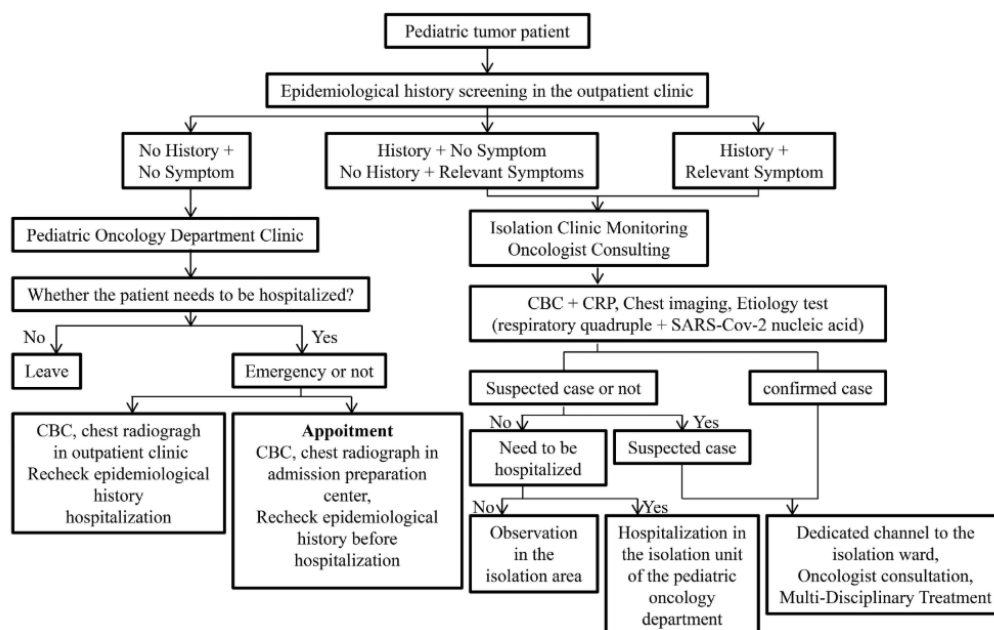 Pediatric tumor patient
Epidemiological history screening in the outpatient clinic
No History +
No Symptom
History + No Symptom
No History + Relevant Symptoms
History +
Relevant Symptom
Pediatric Oncology Department Clinic
Isolation Clinic Monitoring
Oncologist Consulting
Whether the patient needs to be hospitalized?
CBC + CRP, Chest imaging, Etiology test
(respiratory quadruple + SARS-Cov-2 nucleic acid)
No
Yes
Leave
Emergency or not
Suspected case or not
confirmed case
CBC, chest radiogragh
in outpatient clinic
Recheck epidemiological
history
hospitalization
Appoitment
CBC, chest radiograph in
admission preparation
center,
Recheck epidemiological
history before
hospitalization
No
Yes
Need to be
hospitalized
Suspected case
No
Yes
Observation
in the
isolation area
Hospitalization in
the isolation unit
of the pediatric
oncology
department
Dedicated channel to the
isolation ward,
Oncologist consultation,
Multi-Disciplinary Treatment